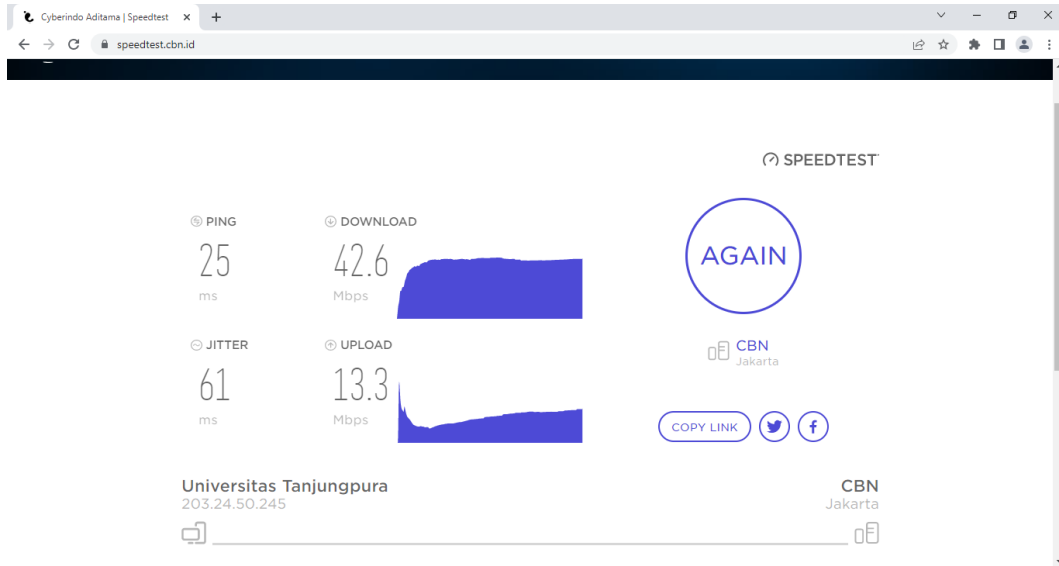 Cyberindo Aditama | Speedtest
speedtest.cbn.id
SPEEDTEST
PING
25
ms
DOWNLOAD
42.6
Mbps
AGAIN
JITTER
61
ms
UPLOAD
13.3
Mbps
CBN
Jakarta
COPY LINK
Universitas Tanjungpura
203.24.50.245
CBN
Jakarta